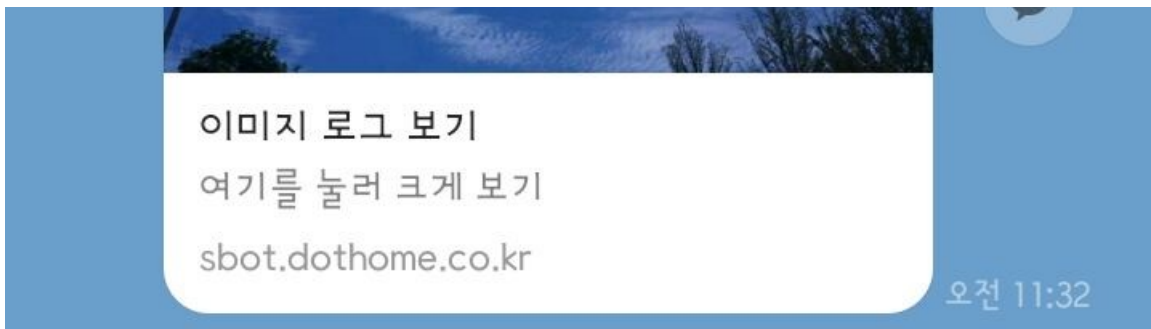 이미지 로그 보기
여기를 눌러 크게 보기
sbot.dothome.co.kr
오전 11:32